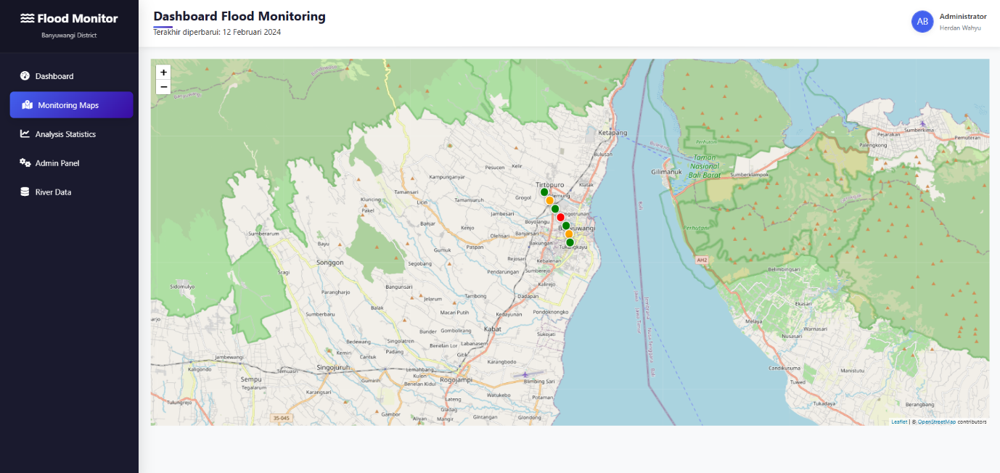 Flood Monitor
Banyuwangi District
Dashboard
Monitoring Maps
Analysis Statistics
Admin Panel
River Data
Dashboard Flood Monitoring
Terakhir diperbarui: 12 Februari 2024
AB
Administrator
Herdan Wahyu
+
−
Ketapang
Bulusan
Pesucen
Kelir
Kampunganyar
Tirtopuro
Klatak
Tamansari
Kluncing
Lijon
Tamansuruh
Grogol
Pakel
Jambesari
Boyolangu
Banjar
Kenjo
Olehsari
Banjarsari
Sumberarum
Bayu
Gumuk
Paspan
Bakungan
Tukangkayu
Songgon
Segobang
Rejosari
Kebalenan
Sragi
Pendarungan
Sumberejo
Sidomulyo
Bangunsari
Kalirejo
Parangharjo
Jelarum
Tambong
Dadapan
Balak
Sumberbaru
Macan Putih
Kedayunan
Pondoknongko
Kabat
Bunder
Gombolirang
Sukojati
Bedewang
Singolatren
Benelan Lor
Labanasem
Kemiri
Cantuk
Padang
Gitik
Karangbodo
Jambewangi
Kaligondo
Temuasri
Singojuruh
Lemahbang
Kulon
Sempu
Tegalarum
Guminh
Benelan Kidul
Rogojampi
Blimbing Sari
Karangsari
Watukebo
Potaman
Tulungrejo
Lateng
Gladag
Gambor
Aliyan
Mangir
Gintangan
Glondong
35-045
Perhutan
Taman
Nasional
Bali Barat
Gilimanuk
Sumberklampok
Perhutani
AH2
Pejarakan
Sumberkima
Palengkong
Pemuteran
Belimbingsari
Ekasari
Melaya
Warnasari
Nusasari
Candikusuma
Manistutu
Tuwed
Tukadaya
Berangbang
Bali
Leaflet | © OpenStreetMap contributors